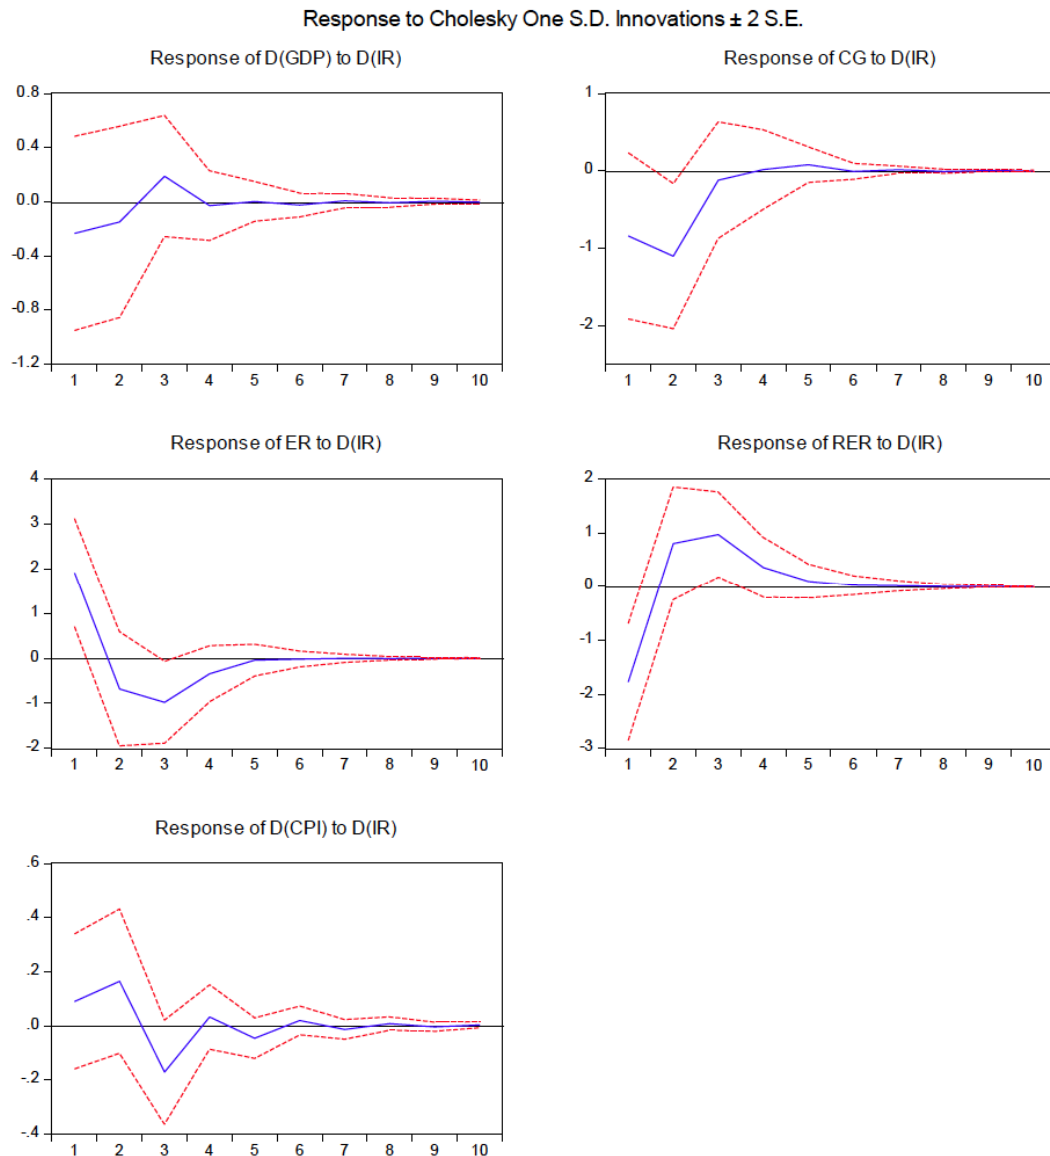 Response to Cholesky One S.D. Innovations ± 2 S.E.
Response of D(GDP) to D(IR)
0.8
0.4
0.0
-0.4
-0.8
-1.2
1 2 3 4 5 6 7 8 9 10
Response of CG to D(IR)
1
0
-1
-2
1 2 3 4 5 6 7 8 9 10
Response of ER to D(IR)
4
3
2
1
0
-1
-2
1 2 3 4 5 6 7 8 9 10
Response of RER to D(IR)
2
1
0
-1
-2
-3
1 2 3 4 5 6 7 8 9 10
Response of D(CPI) to D(IR)
.6
.4
.2
.0
-.2
-.4
1 2 3 4 5 6 7 8 9 10